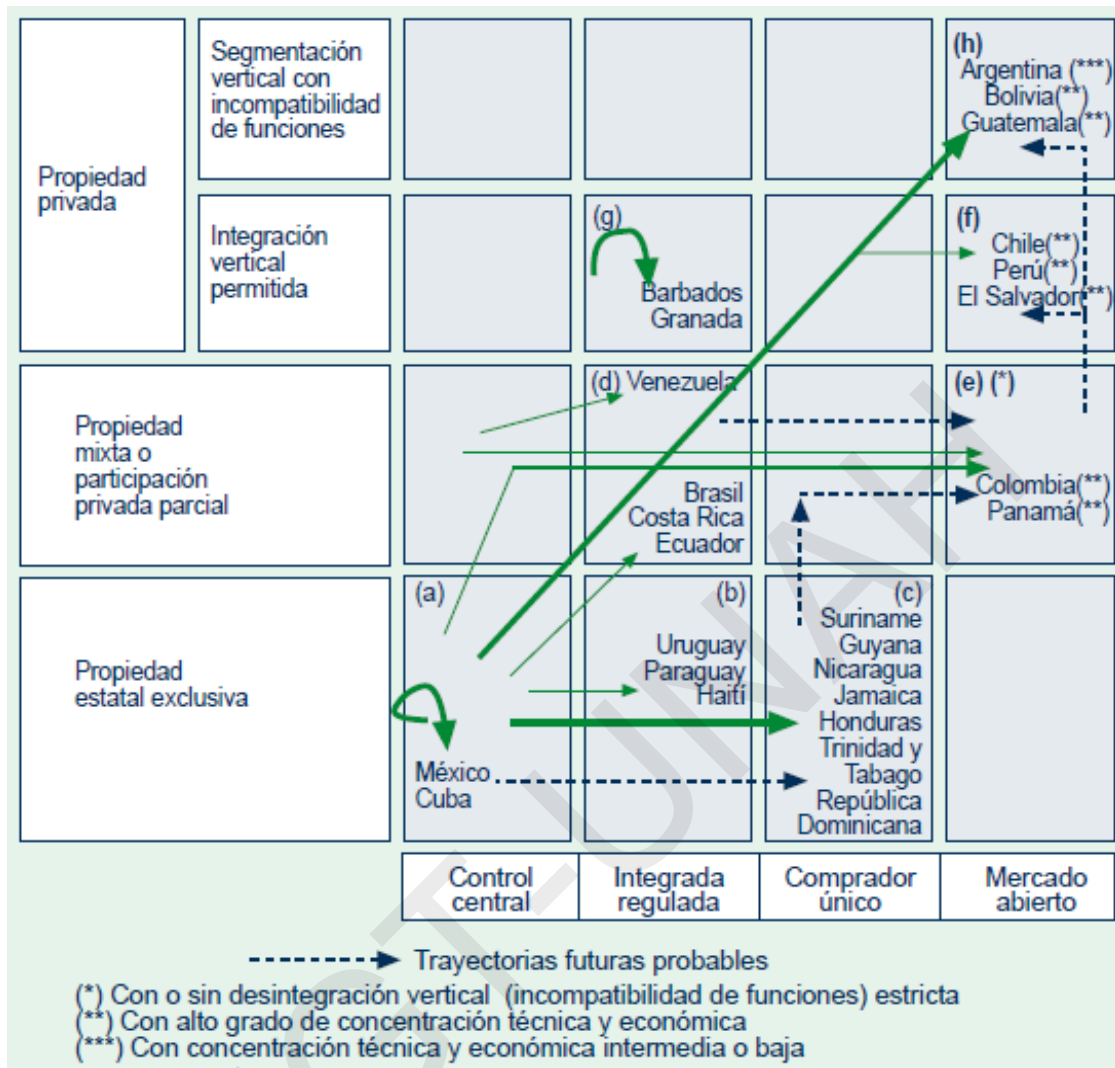 Propiedad
privada
Segmentación
vertical con
incompatibilidad
de funciones
(h)
Argentina (***)
Bolivia(**)
Guatemala(**)
Integración
vertical
permitida
(g)
Barbados
Granada
(f)
Chile(**)
Perú(**)
El Salvador(**)
Propiedad
mixta o
participación
privada parcial
(d) Venezuela
Brasil
Costa Rica
Ecuador
(e) (*)
Colombia(**)
Panamá(**)
Propiedad
estatal exclusiva
(a)
México
Cuba
(b)
Uruguay
Paraguay
Haití
(c)
Suriname
Guyana
Nicaragua
Jamaica
Honduras
Trinidad y
Tabago
República
Dominicana
Control
central
Integrada
regulada
Comprador
único
Mercado
abierto
Trayectorias futuras probables
(*) Con o sin desintegración vertical (incompatibilidad de funciones) estricta
(**) Con alto grado de concentración técnica y económica
(***) Con concentración técnica y económica intermedia o baja
T-UNAH